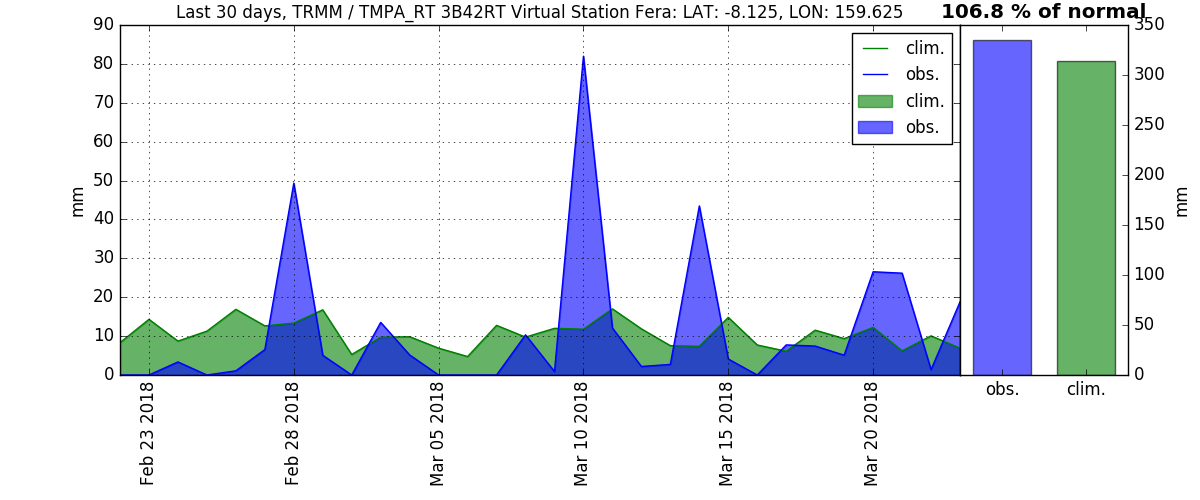 Last 30 days, TRMM / TMPA_RT 3B42RT Virtual Station Fera: LAT: -8.125, LON: 159.625
106.8 % of normal
90
80
70
60
50
40
30
20
10
0
mm
clim.
obs.
clim.
obs.
350
300
250
200
150
100
50
0
mm
obs.
clim.
Feb 23 2018
Feb 28 2018
Mar 05 2018
Mar 10 2018
Mar 15 2018
Mar 20 2018